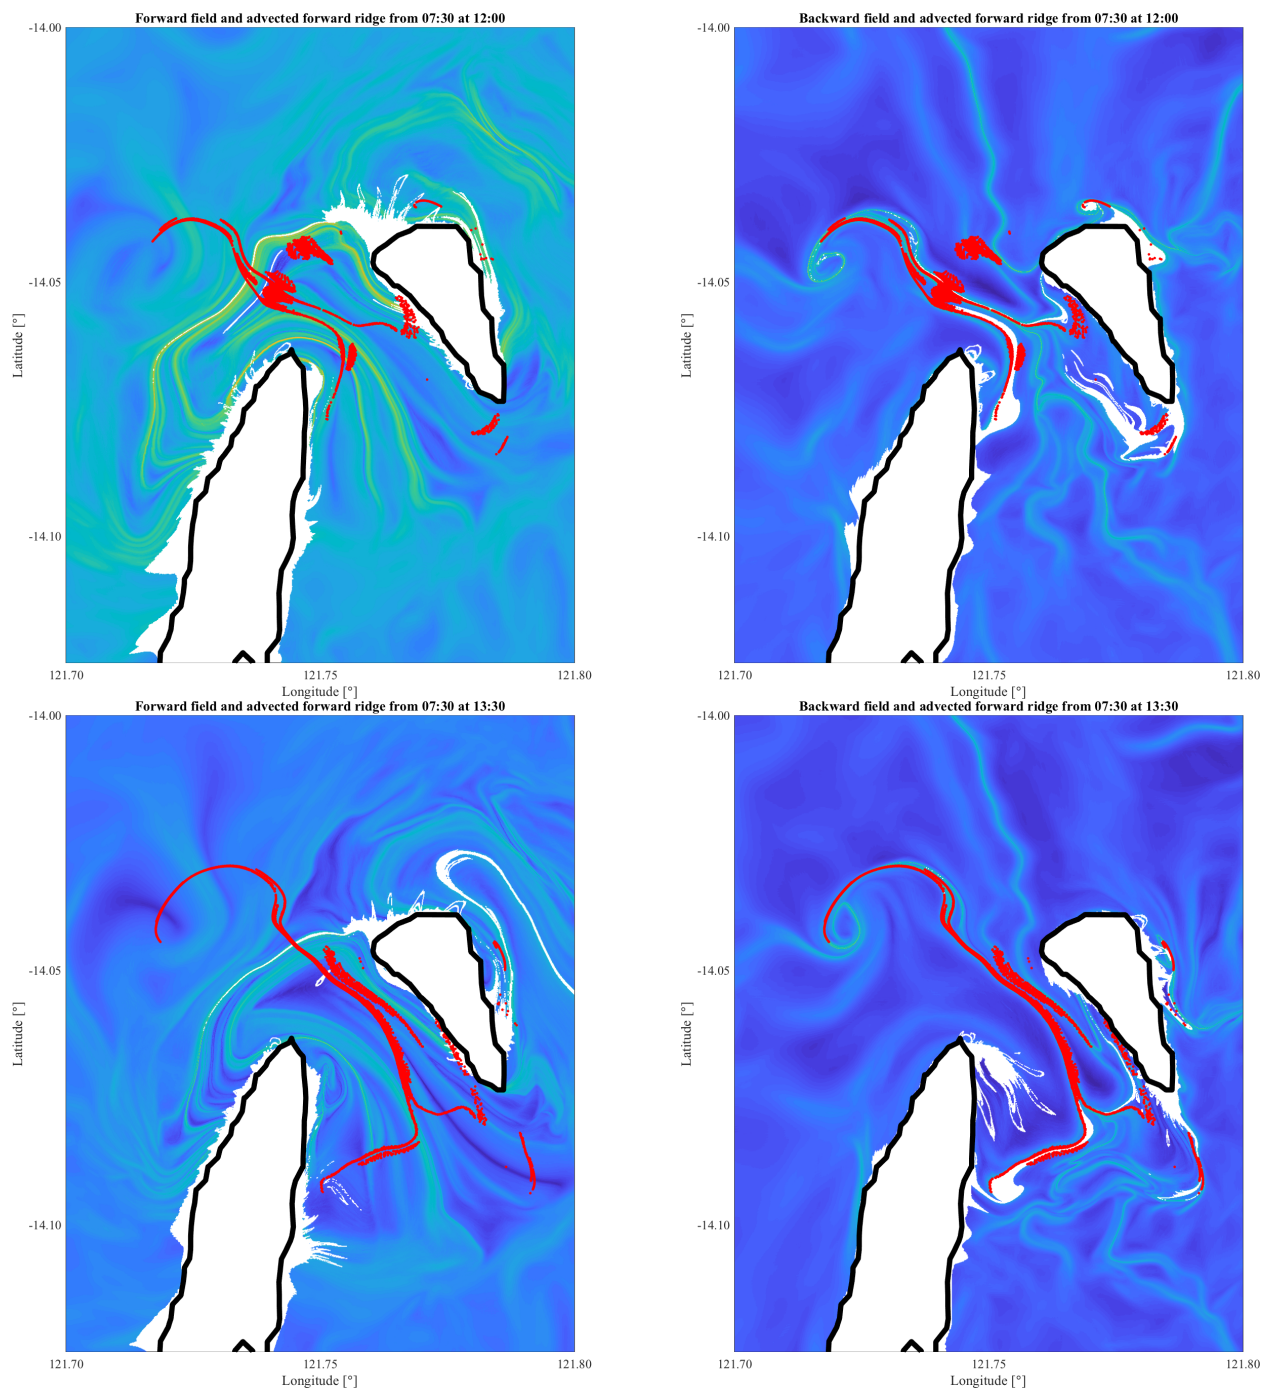 Forward field and advected forward ridge from 07:30 at 12:00
-14.00
-14.05
-14.10
Latitude [°]
121.70
121.75
121.80
Longitude [°]
Backward field and advected forward ridge from 07:30 at 12:00
-14.00
-14.05
-14.10
Latitude [°]
121.70
121.75
121.80
Longitude [°]
Forward field and advected forward ridge from 07:30 at 13:30
-14.00
-14.05
-14.10
Latitude [°]
121.70
121.75
121.80
Longitude [°]
Backward field and advected forward ridge from 07:30 at 13:30
-14.00
-14.05
-14.10
Latitude [°]
121.70
121.75
121.80
Longitude [°]